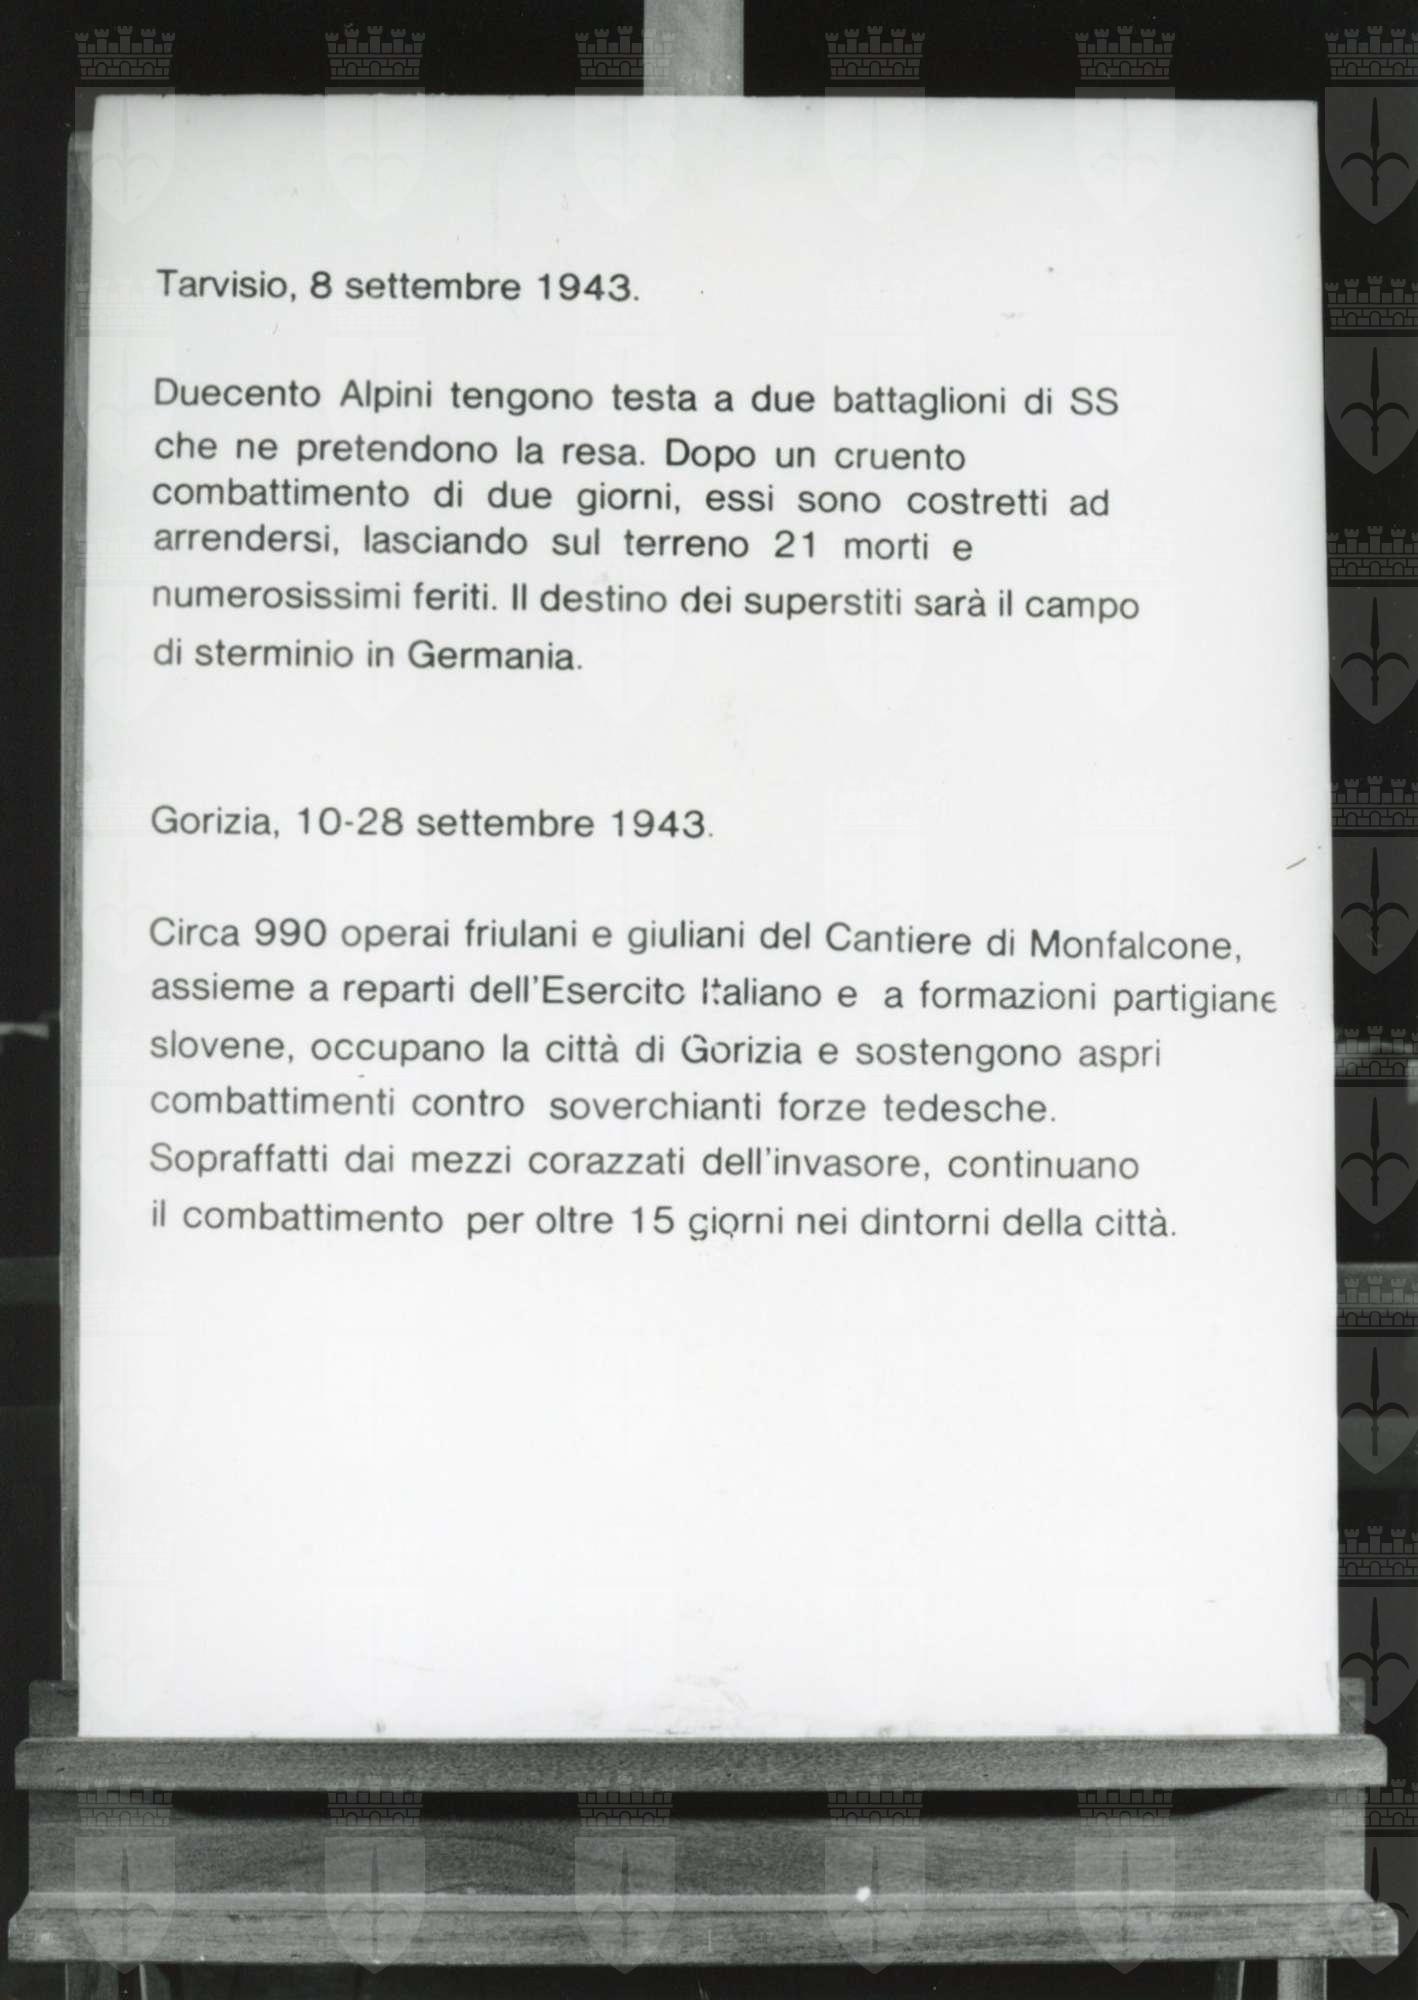 Tarvisio, 8 settembre 1943.
Duecento Alpini tengono testa a due battaglioni di SS
che ne pretendono la resa. Dopo un cruento
combattimento di due giorni, essi sono costretti ad
arrendersi, lasciando sul terreno 21 morti e
numerosissimi feriti. Il destino dei superstiti sarà il campo
di sterminio in Germania.
Gorizia, 10-28 settembre 1943.
Circa 990 operai friulani e giuliani del Cantiere di Monfalcone,
assieme a reparti dell'Esercito Italiano e a formazioni partigiane
slovene, occupano la città di Gorizia e sostengono aspri
combattimenti contro soverchianti forze tedesche.
Sopraffatti dai mezzi corazzati dell'invasore, continuano
il combattimento per oltre 15 giorni nei dintorni della città.